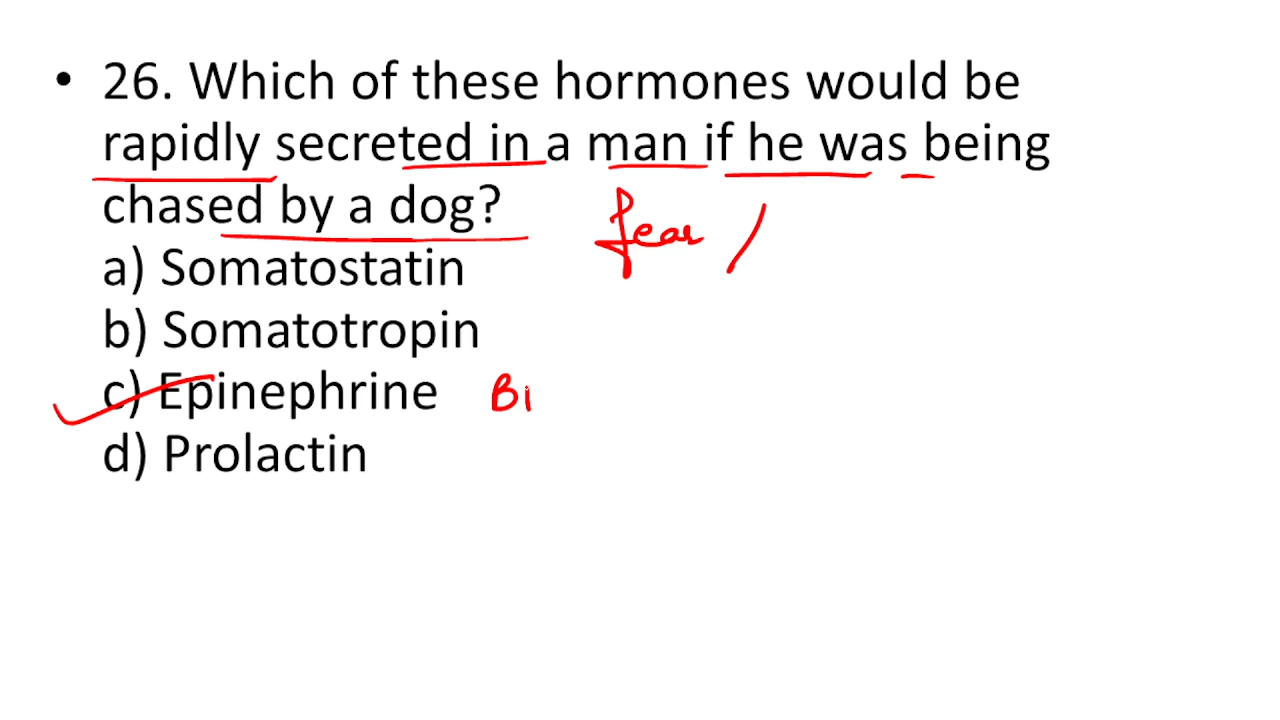 • 26. Which of these hormones would be
rapidly secreted in a man if he was being
chased by a dog?
fear /
a) Somatostatin
b) Somatotropin
c) Epinephrine BI
d) Prolactin